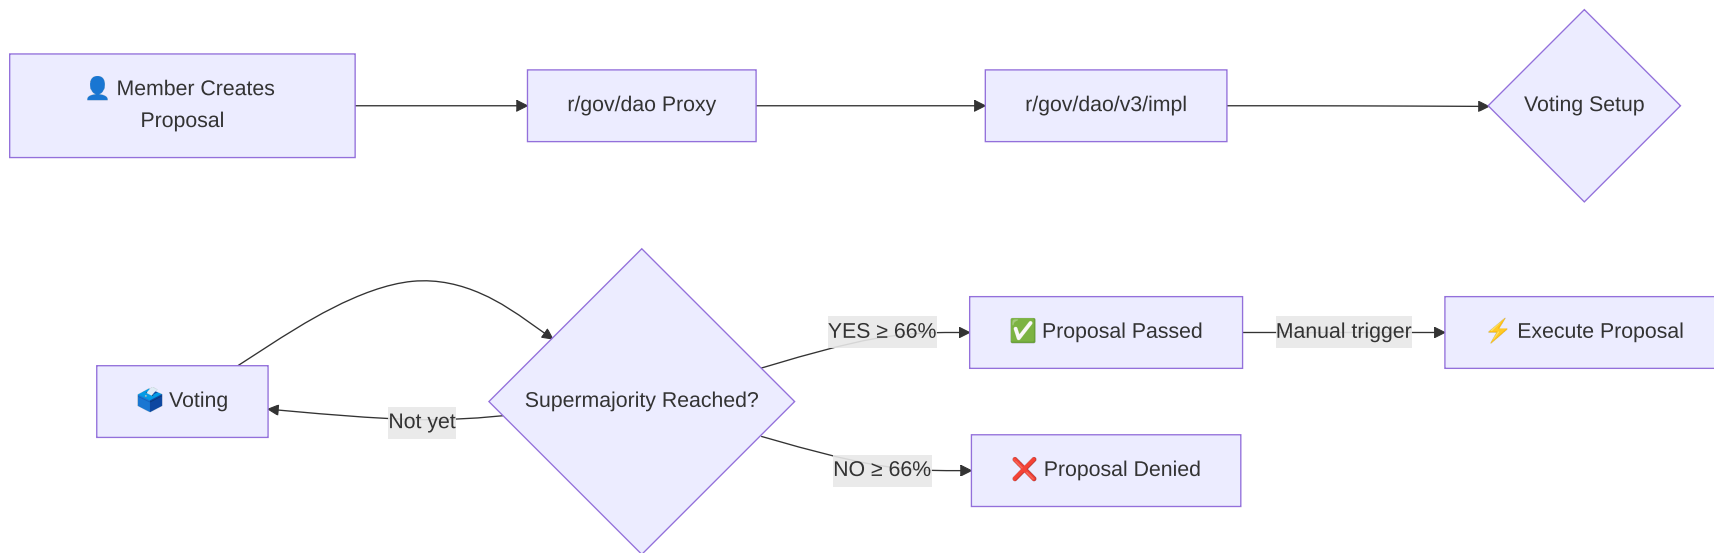 👤 Member Creates
Proposal
r/gov/dao Proxy
r/gov/dao/v3/impl
Voting Setup
🗳️ Voting
Not yet
Supermajority Reached?
YES ≥ 66%
✅ Proposal Passed
Manual trigger
⚡ Execute Proposal
NO ≥ 66%
❌ Proposal Denied